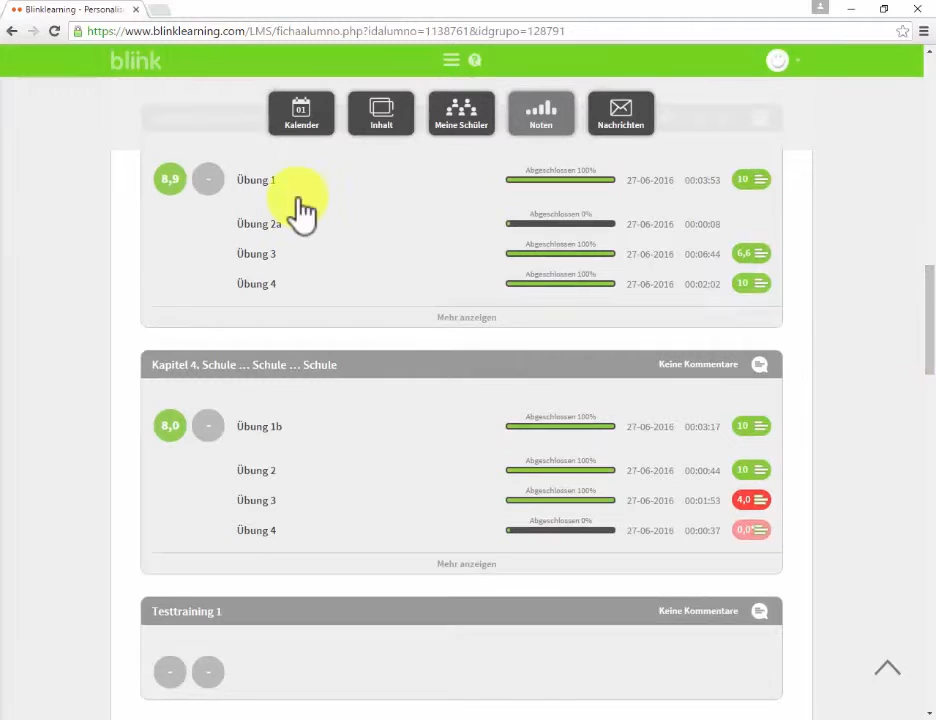 Blinklearning - Personalis
https://www.blinklearning.com/LMS/fichaalumno.php?idalumno=1138761&idgrupo=128791
blink
01
Kalender
Inhalt
Meine Schüler
Noten
Nachrichten
8,9 - Übung 1 Abgeschlossen 100% 27-06-2016 00:03:53 10
Übung 2a Abgeschlossen 0% 27-06-2016 00:00:08
Übung 3 Abgeschlossen 100% 27-06-2016 00:06:44 6,6
Übung 4 Abgeschlossen 100% 27-06-2016 00:02:02 10
Mehr anzeigen
Kapitel 4. Schule ... Schule ... Schule Keine Kommentare
8,0 - Übung 1b Abgeschlossen 100% 27-06-2016 00:03:17 10
Übung 2 Abgeschlossen 100% 27-06-2016 00:00:44 10
Übung 3 Abgeschlossen 100% 27-06-2016 00:01:53 4,0
Übung 4 Abgeschlossen 0% 27-06-2016 00:00:37 0,0*
Mehr anzeigen
Testtraining 1 Keine Kommentare
- -